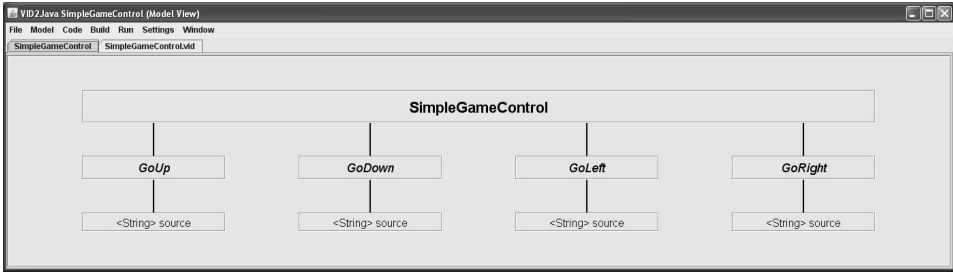 VID2Java SimpleGameControl (Model View)
File Model Code Build Run Settings Window
SimpleGameControl SimpleGameControl.vid
SimpleGameControl
GoUp GoDown GoLeft GoRight
<String> source <String> source <String> source <String> source